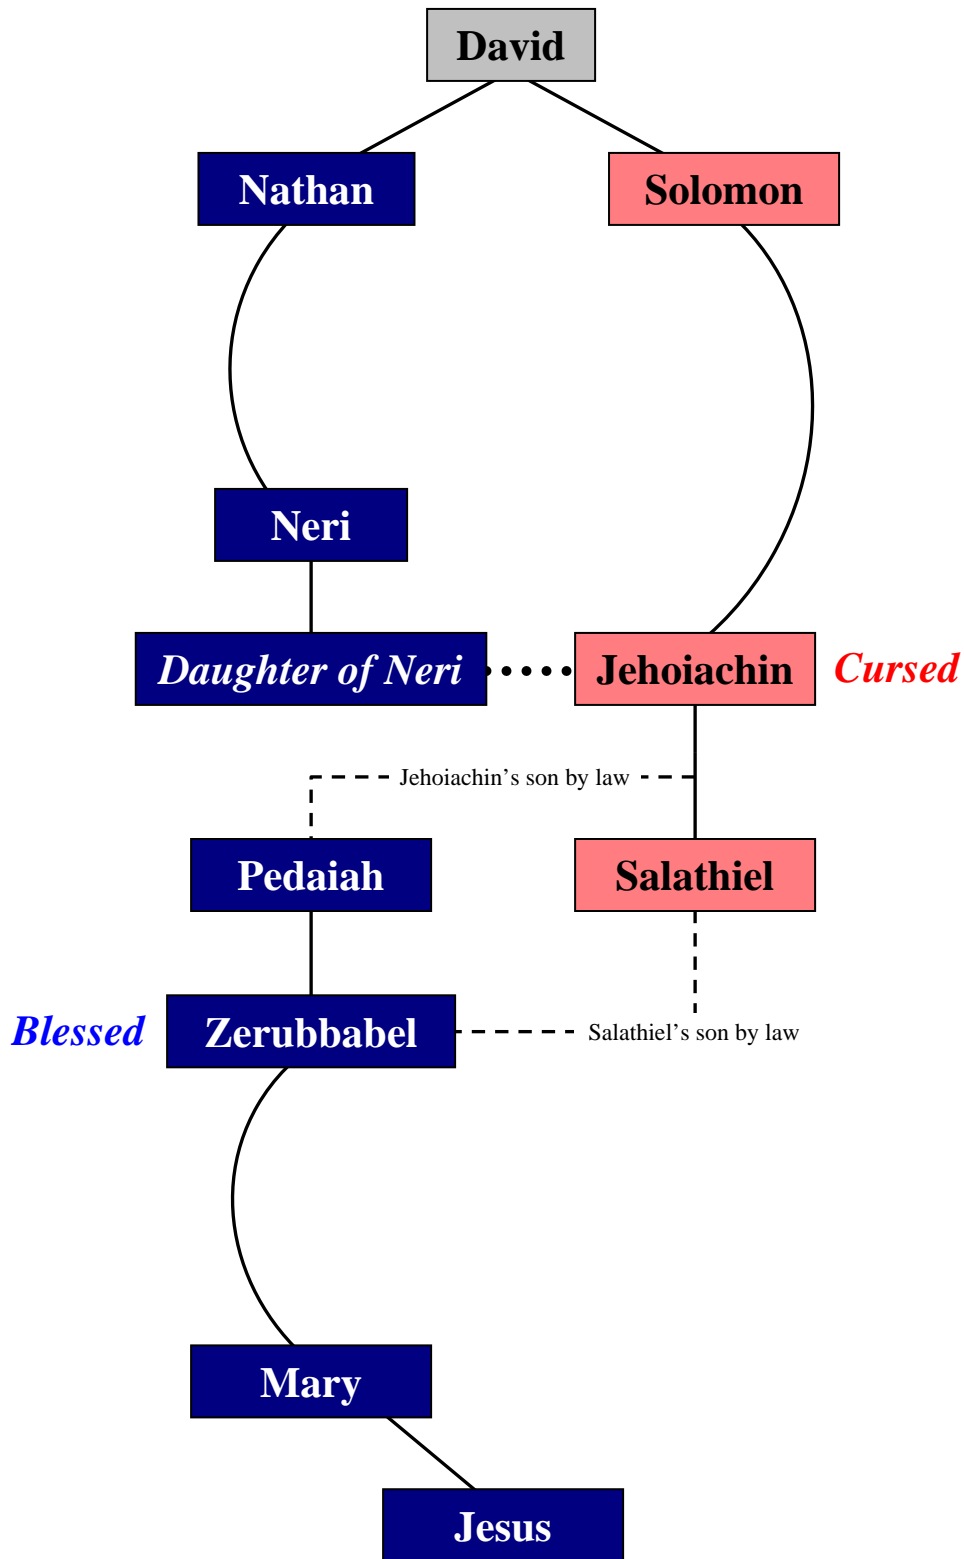 David
Nathan
Solomon
Neri
Daughter of Neri
Jehoiachin
Cursed
Jehoiachin's son by law
Pedaiah
Salathiel
Blessed
Zerubbabel
Salathiel's son by law
Mary
Jesus